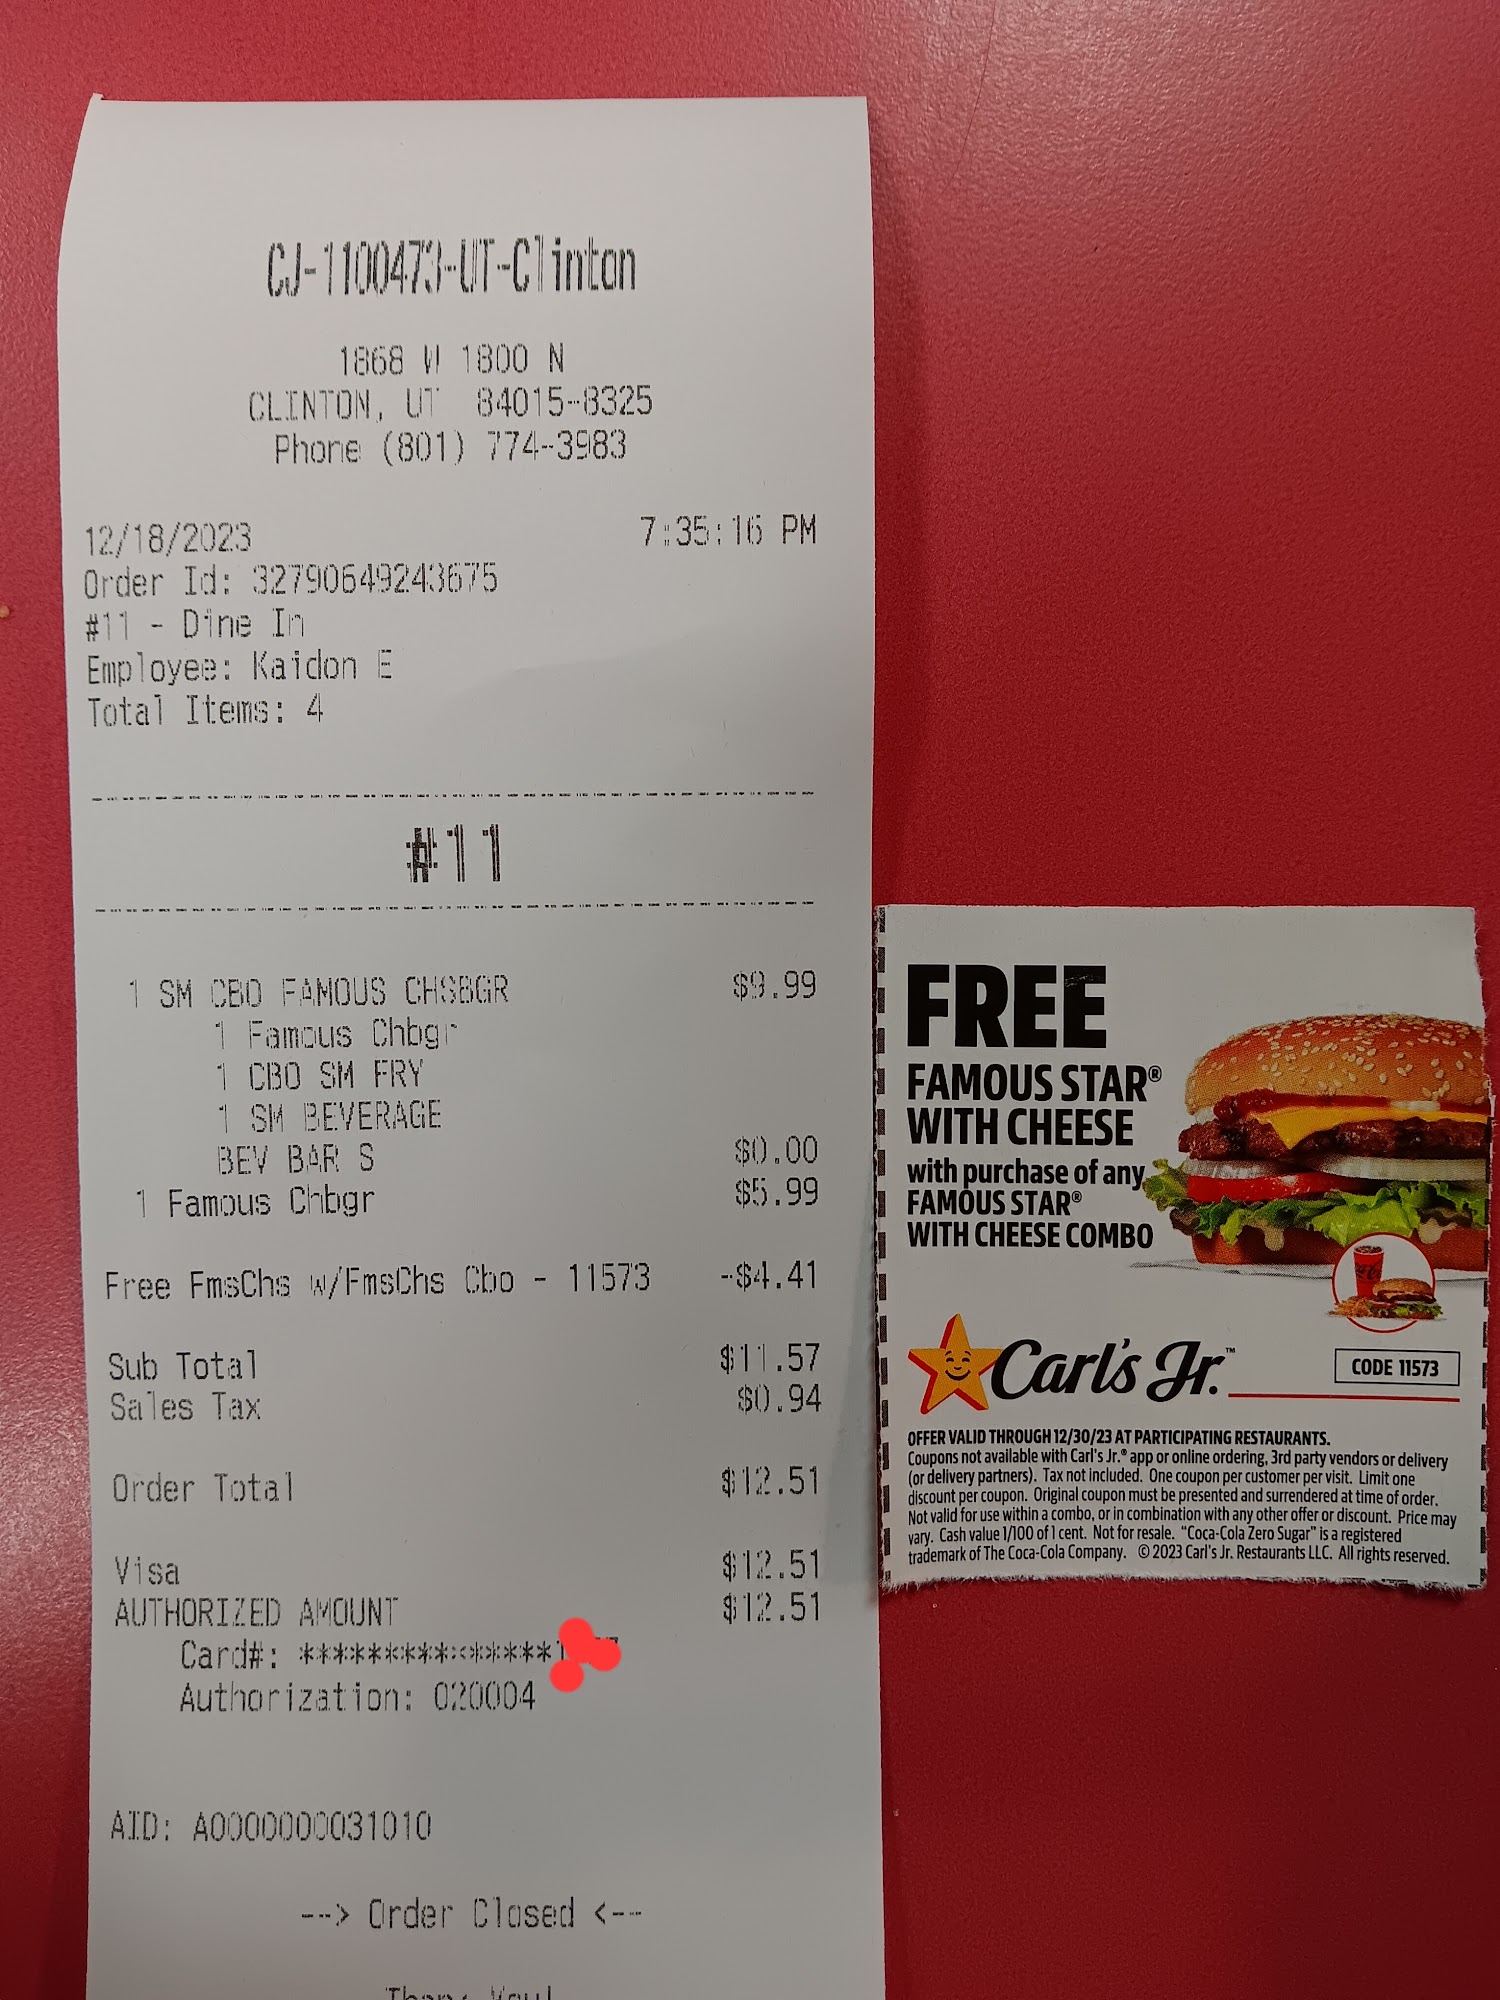 CJ-1100473-UT-Clinton
1868 W 1800 N
CLINTON, UT 84015-8325
Phone (801) 774-3983
12/18/2023 7:35:16 PM
Order Id: 32790649243675
#11 - Dine In
Employee: Kaidon E
Total Items: 4
#11
1 SM CBO FAMOUS CHSBGR $9.99
1 Famous Chbgr
1 CBO SM FRY
1 SM BEVERAGE
BEV BAR S $0.00
1 Famous Chbgr $5.99
Free FmsChs w/FmsChs Cbo - 11573 -$4.41
Sub Total $11.57
Sales Tax $0.94
Order Total $12.51
Visa $12.51
AUTHORIZED AMOUNT $12.51
Card#:
Authorization: 020004
AID: A0000000031010
--> Order Closed <--
Thank You!
FREE
FAMOUS STAR®
WITH CHEESE
with purchase of any
FAMOUS STAR®
WITH CHEESE COMBO
Carl's Jr.™
CODE 11573
OFFER VALID THROUGH 12/30/23 AT PARTICIPATING RESTAURANTS.
Coupons not available with Carl's Jr.® app or online ordering, 3rd party vendors or delivery
(or delivery partners). Tax not included. One coupon per customer per visit. Limit one
discount per coupon. Original coupon must be presented and surrendered at time of order.
Not valid for use within a combo, or in combination with any other offer or discount. Price may
vary. Cash value 1/100 of 1 cent. Not for resale. "Coca-Cola Zero Sugar" is a registered
trademark of The Coca-Cola Company. © 2023 Carl's Jr. Restaurants LLC. All rights reserved.